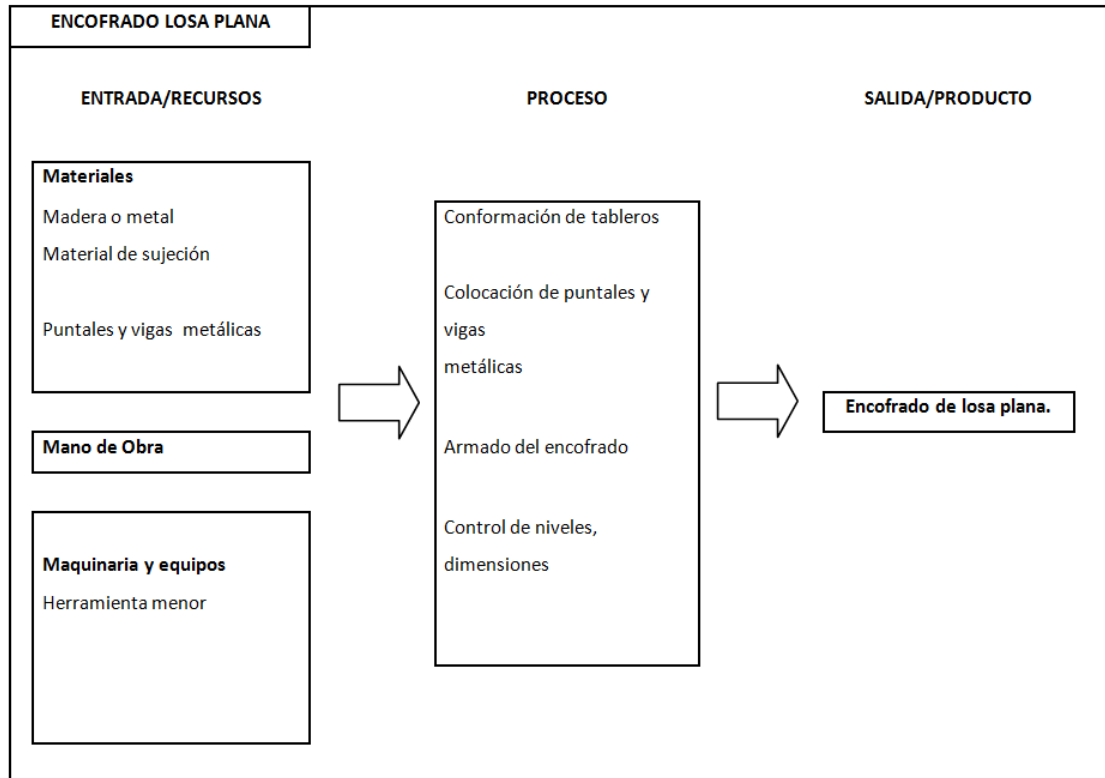 ENCOFRADO LOSA PLANA
ENTRADA/RECURSOS
PROCESO
SALIDA/PRODUCTO
Materiales
Madera o metal
Material de sujeción
Puntales y vigas metálicas
Mano de Obra
Maquinaria y equipos
Herramienta menor
Conformación de tableros
Colocación de puntales y
vigas
metálicas
Armado del encofrado
Control de niveles,
dimensiones
Encofrado de losa plana.